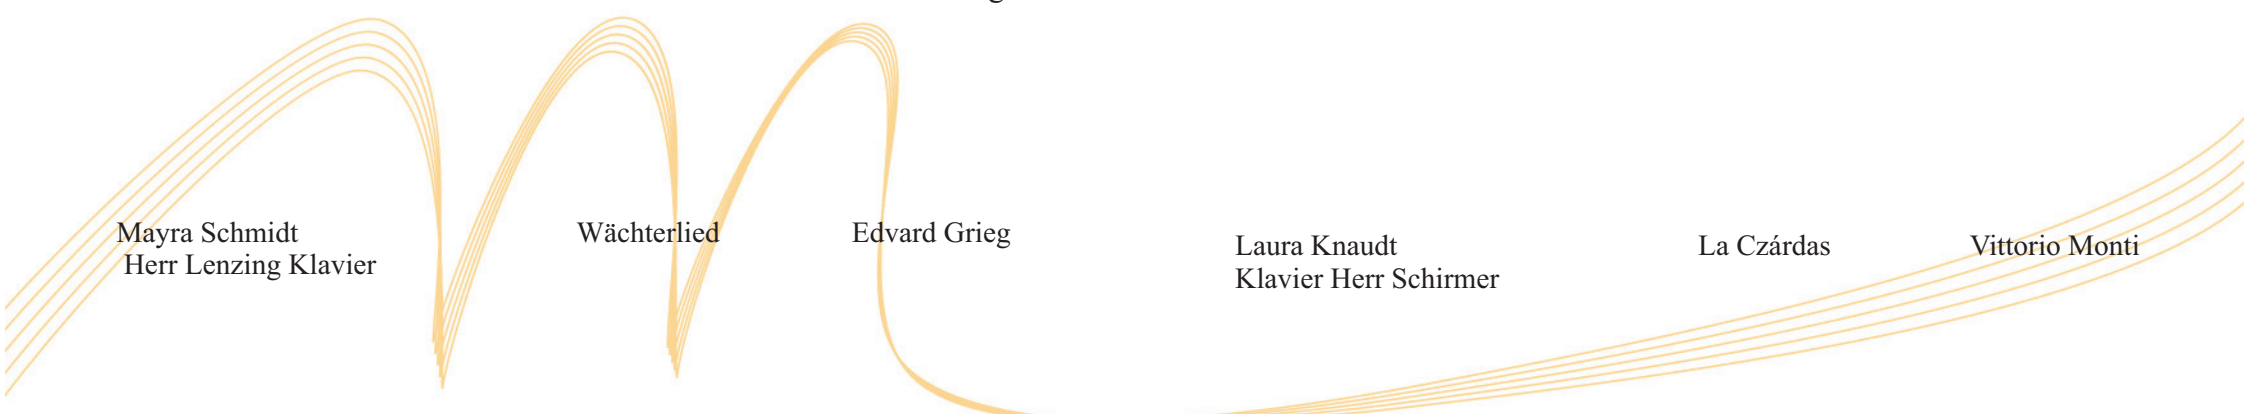 Mayra Schmidt Wächterlied Edvard Grieg
Herr Lenzing Klavier
Laura Knaudt La Czárdas Vittorio Monti
Klavier Herr Schirmer